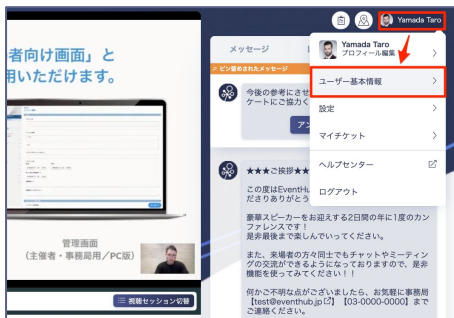 Yamada Taro
者向け画面」と
用いただけます。
管理画面
(主催者・事務局用／PC版)
視聴セッション切替
メッセージ
ピン留めされたメッセージ
今後の参考にさせ
ケートにご協力く
アン
★★★ご挨拶★★
この度はEventHu
ださりありがとう
豪華スピーカーをお迎えする2日間の年に1度のカン
ファレンスです！
是非最後まで楽しんでいってください。
また、来場者の方々同士でもチャットやミーティン
グの交流ができるようになっておりますので、是非
機能を使ってみてください！！
何かご不明な点がございましたら、お気軽に事務局
【test@eventhub.jp】【03-0000-0000】まで
ご連絡ください。
Yamada Taro
プロフィール編集
ユーザー基本情報
設定
マイチケット
ヘルプセンター
ログアウト